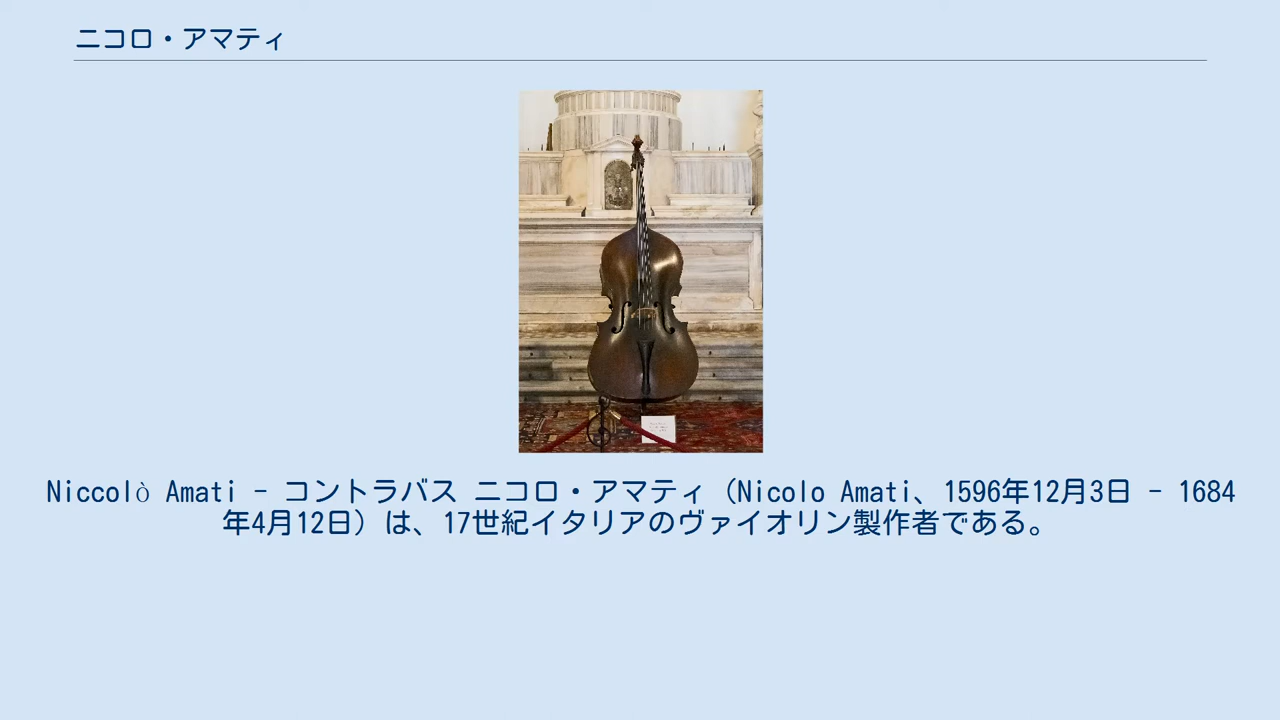 ニコロ・アマティ
Niccolò Amati - コントラバス ニコロ・アマティ（Nicolo Amati、1596年12月3日 - 1684
年4月12日）は、17世紀イタリアのヴァイオリン製作者である。